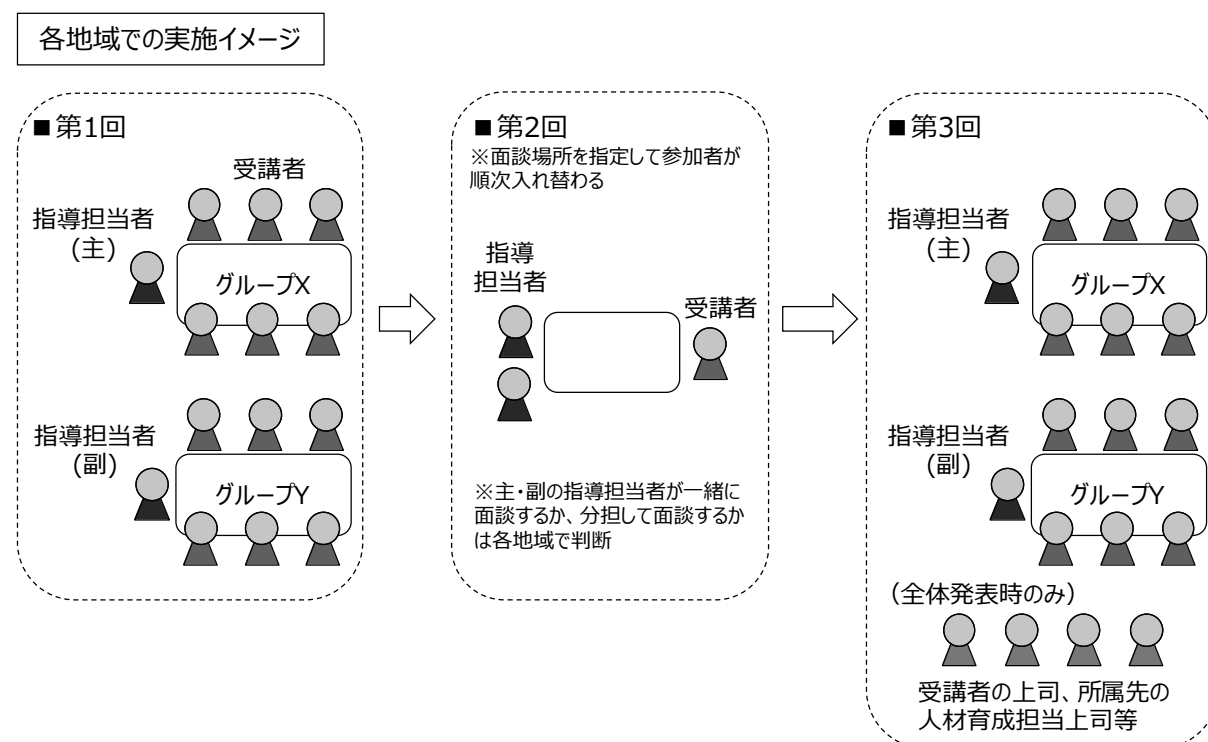 各地域での実施イメージ
■第1回
受講者
指導担当者
(主)
グループX
指導担当者
(副)
グループY
■第2回
※面談場所を指定して参加者が
順次入れ替わる
指導
担当者
受講者
※主・副の指導担当者が一緒に
面談するか、分担して面談するか
は各地域で判断
■第3回
指導担当者
(主)
グループX
指導担当者
(副)
グループY
(全体発表時のみ)
受講者の上司、所属先の
人材育成担当上司等